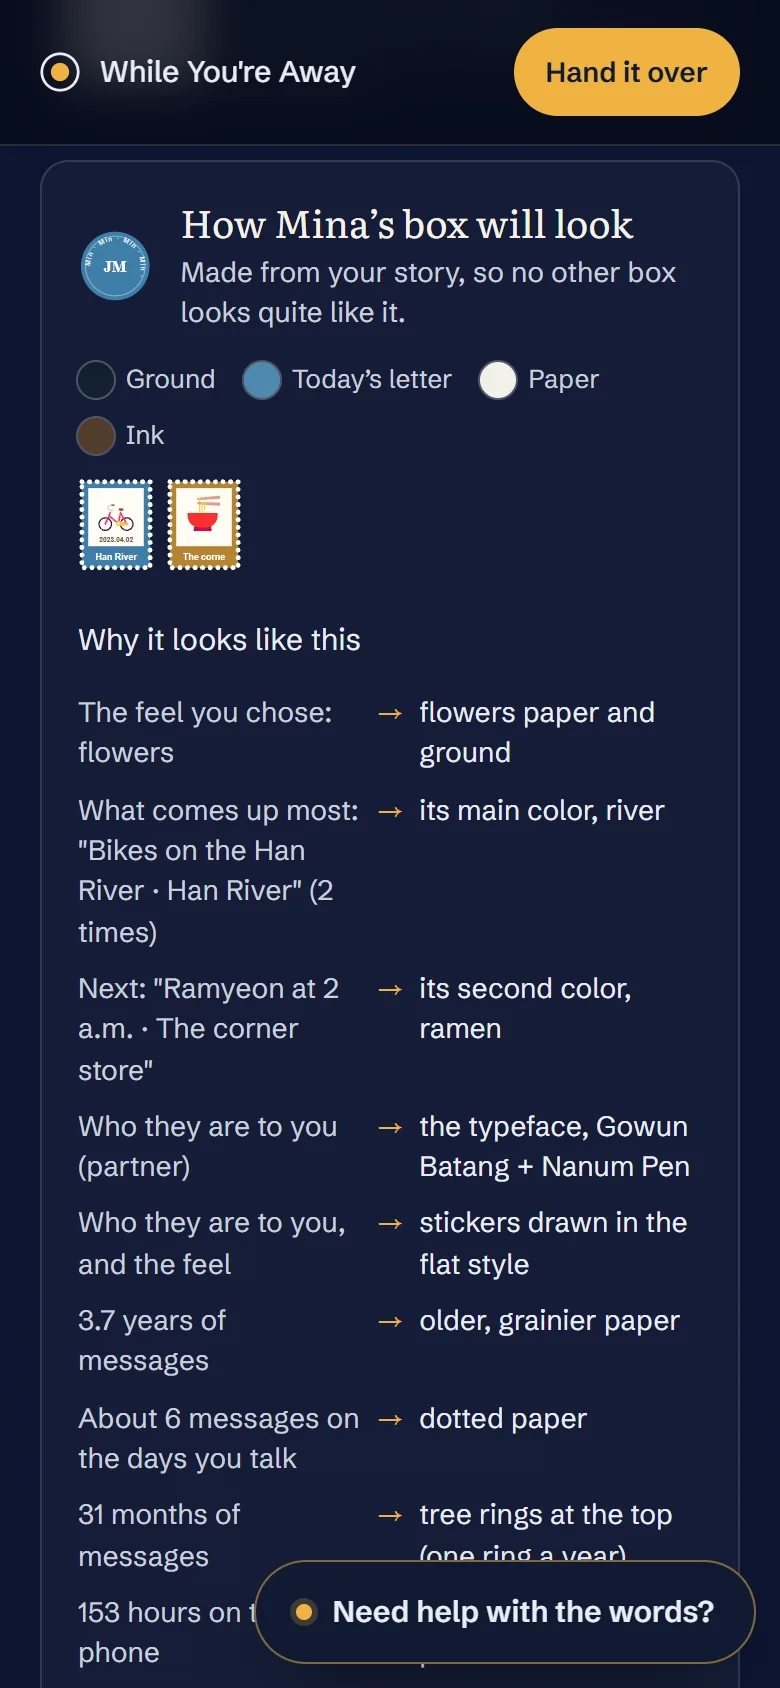 While You're Away
Hand it over
How Mina's box will look
Made from your story, so no other box
looks quite like it.
Min · Min · Min · Min
JM
Ground
Today's letter
Paper
Ink
2023.04.02
Han River
The corne
Why it looks like this
The feel you chose:
flowers
→ flowers paper and
ground
What comes up most:
"Bikes on the Han
River · Han River" (2
times)
→ its main color, river
Next: "Ramyeon at 2
a.m. · The corner
store"
→ its second color,
ramen
Who they are to you
(partner)
→ the typeface, Gowun
Batang + Nanum Pen
Who they are to you,
and the feel
→ stickers drawn in the
flat style
3.7 years of
messages
→ older, grainier paper
About 6 messages on
the days you talk
→ dotted paper
31 months of
messages
→ tree rings at the top
(one ring a year)
153 hours on
phone
Need help with the words?